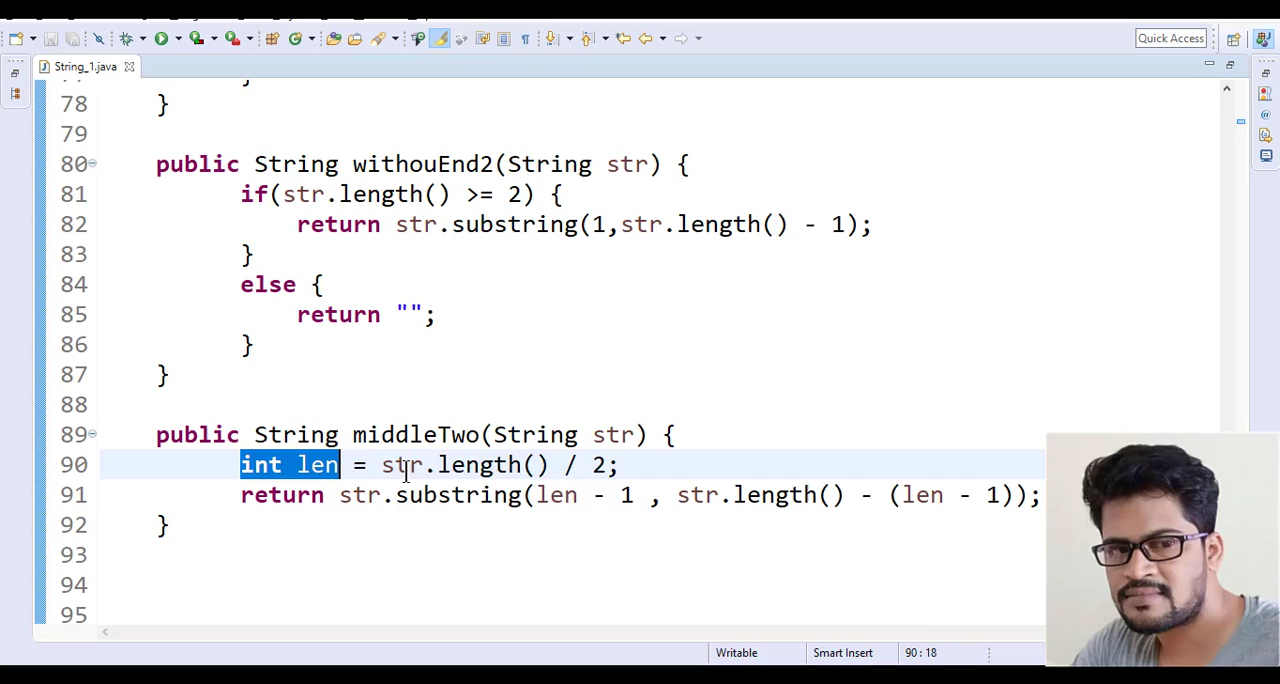 Quick Access
String_1.java
78 }
79
80 public String withouEnd2(String str) {
81 if(str.length() >= 2) {
82 return str.substring(1,str.length() - 1);
83 }
84 else {
85 return "";
86 }
87 }
88
89 public String middleTwo(String str) {
90 int len = str.length() / 2;
91 return str.substring(len - 1 , str.length() - (len - 1));
92 }
93
94
95
Writable Smart Insert 90 : 18